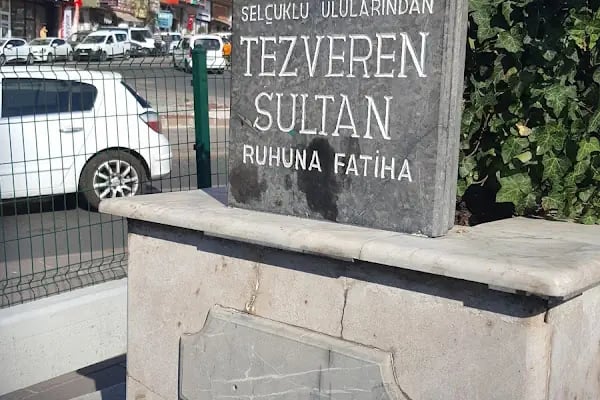 SELÇUKLU ULULARINDAN
TEZVEREN
SULTAN
RUHUNA FATİHA